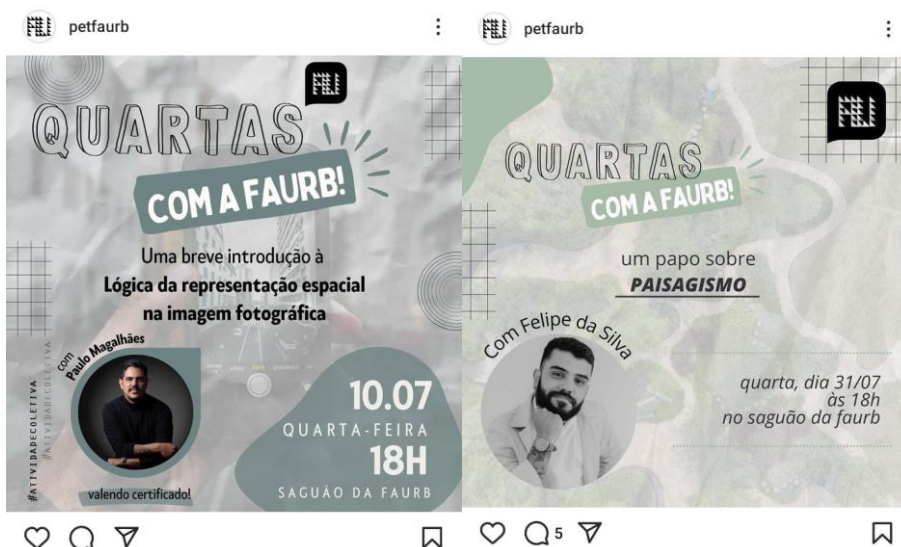 petfaurb
QUARTAS
COM A FAURB!
Uma breve introdução à
Lógica da representação espacial
na imagem fotográfica
com
Paulo Magalhães
#ATIVIDADECOLETIVA
#ATIVIDADECOLETIVA
valendo certificado!
10.07
QUARTA-FEIRA
18H
SAGUÃO DA FAURB
petfaurb
QUARTAS
COM A FAURB!
um papo sobre
PAISAGISMO
Com Felipe da Silva
quarta, dia 31/07
às 18h
no saguão da faurb
5